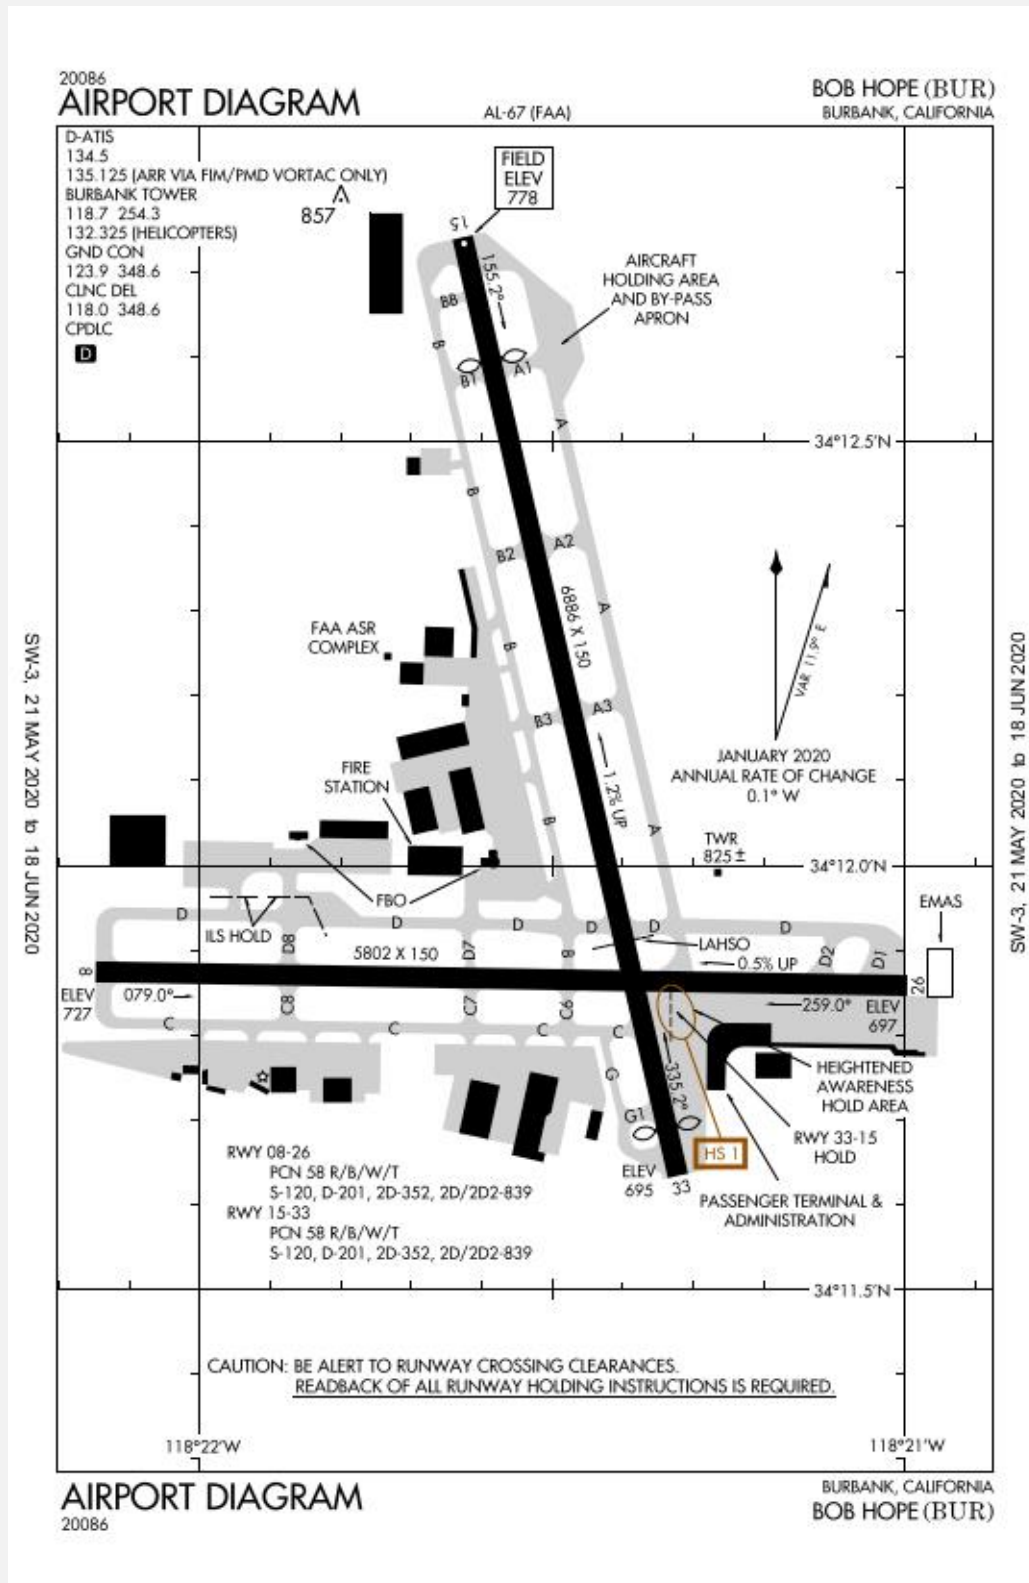 20086
AIRPORT DIAGRAM
AL-67 (FAA)
BOB HOPE (BUR)
BURBANK, CALIFORNIA
D-ATIS
134.5
135.125 (ARR VIA FIM/PMD VORTAC ONLY)
BURBANK TOWER
118.7 254.3
132.325 (HELICOPTERS)
GND CON
123.9 348.6
CLNC DEL
118.0 348.6
CPDLC
D
857
FIELD
ELEV
778
15
155.2°
AIRCRAFT
HOLDING AREA
AND BY-PASS
APRON
BB
B
B1
A1
A
34°12.5'N
B
B2
A2
A
6886 X 150
VAR 11.9° E
FAA ASR
COMPLEX
B
B3
A3
JANUARY 2020
ANNUAL RATE OF CHANGE
0.1° W
1.2% UP
FIRE
STATION
B
A
TWR
825±
34°12.0'N
FBO
EMAS
D
ILS HOLD
D8
D
D7
D
B
D
D
D
D2
D1
LAHSO
5802 X 150
0.5% UP
8
26
ELEV
727
079.0°
259.0°
ELEV
697
C8
C7
C6
C
C
C
C
G
G1
335.2°
HEIGHTENED
AWARENESS
HOLD AREA
RWY 33-15
HOLD
HS 1
ELEV
695
33
PASSENGER TERMINAL &
ADMINISTRATION
RWY 08-26
PCN 58 R/B/W/T
S-120, D-201, 2D-352, 2D/2D2-839
RWY 15-33
PCN 58 R/B/W/T
S-120, D-201, 2D-352, 2D/2D2-839
34°11.5'N
CAUTION: BE ALERT TO RUNWAY CROSSING CLEARANCES.
READBACK OF ALL RUNWAY HOLDING INSTRUCTIONS IS REQUIRED.
118°22'W
118°21'W
SW-3, 21 MAY 2020 to 18 JUN 2020
SW-3, 21 MAY 2020 to 18 JUN 2020
AIRPORT DIAGRAM
20086
BURBANK, CALIFORNIA
BOB HOPE (BUR)